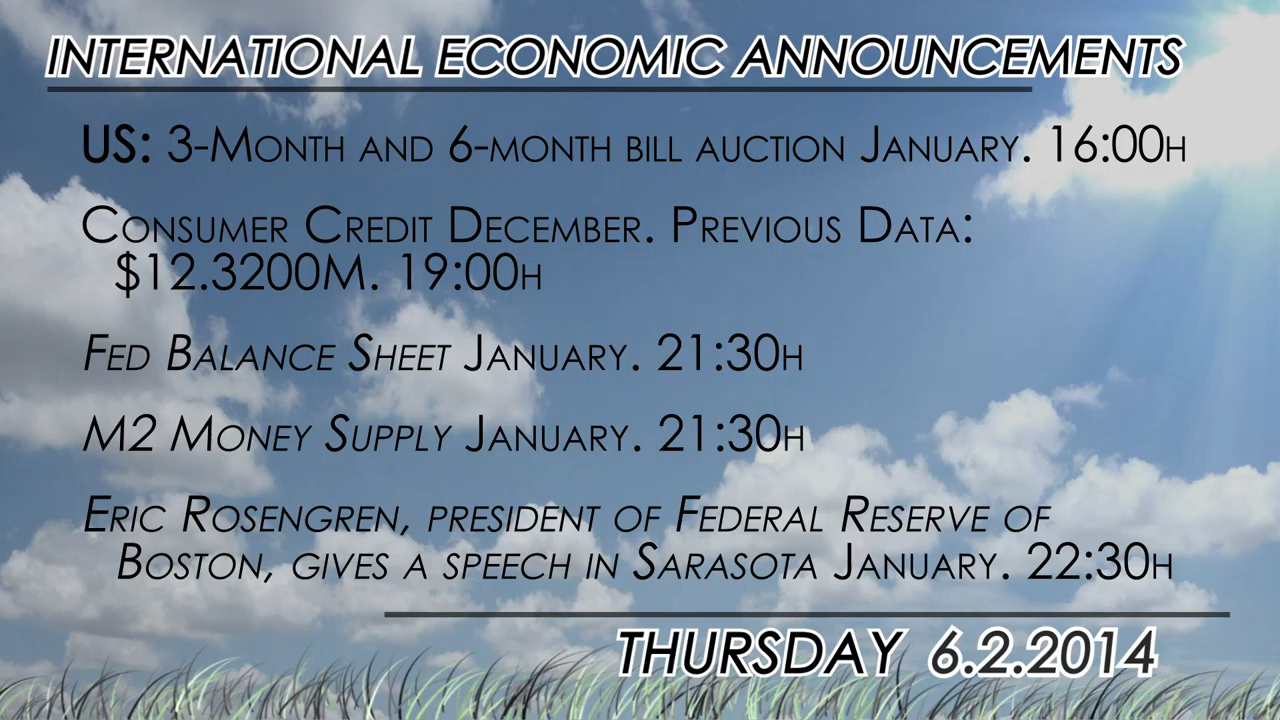 INTERNATIONAL ECONOMIC ANNOUNCEMENTS
US: 3-Month and 6-month bill auction January. 16:00h
Consumer Credit December. Previous Data:
$12.3200M. 19:00h
Fed Balance Sheet January. 21:30h
M2 Money Supply January. 21:30h
Eric Rosengren, president of Federal Reserve of
Boston, gives a speech in Sarasota January. 22:30h
THURSDAY 6.2.2014